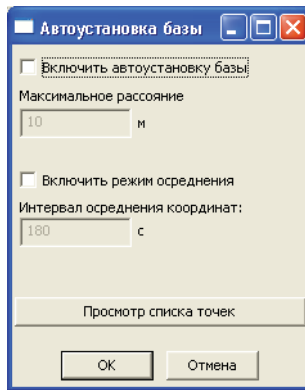 Автоустановка базы
Включить автоустановку базы
Максимальное рассояние
10 м
Включить режим осреднения
Интервал осреднения координат:
180 с
Просмотр списка точек
ОК Отмена